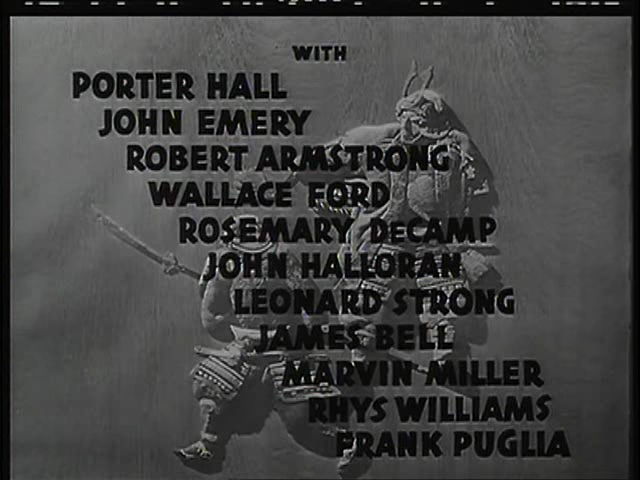 WITH
PORTER HALL
JOHN EMERY
ROBERT ARMSTRONG
WALLACE FORD
ROSEMARY DECAMP
JOHN HALLORAN
LEONARD STRONG
JAMES BELL
MARVIN MILLER
RHYS WILLIAMS
FRANK PUGLIA